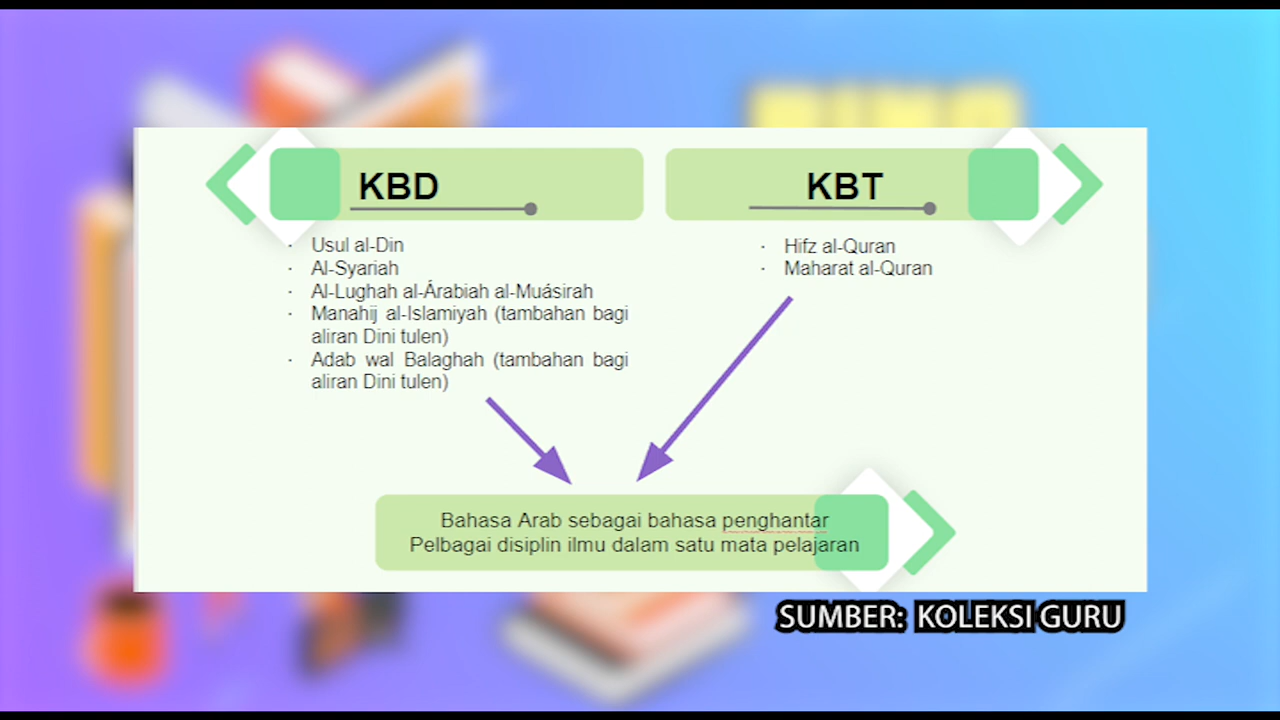 KBD
· Usul al-Din
· Al-Syariah
· Al-Lughah al-Árabiah al-Muásirah
· Manahij al-Islamiyah (tambahan bagi
aliran Dini tulen)
· Adab wal Balaghah (tambahan bagi
aliran Dini tulen)
KBT
· Hifz al-Quran
· Maharat al-Quran
Bahasa Arab sebagai bahasa penghantar
Pelbagai disiplin ilmu dalam satu mata pelajaran
SUMBER: KOLEKSI GURU